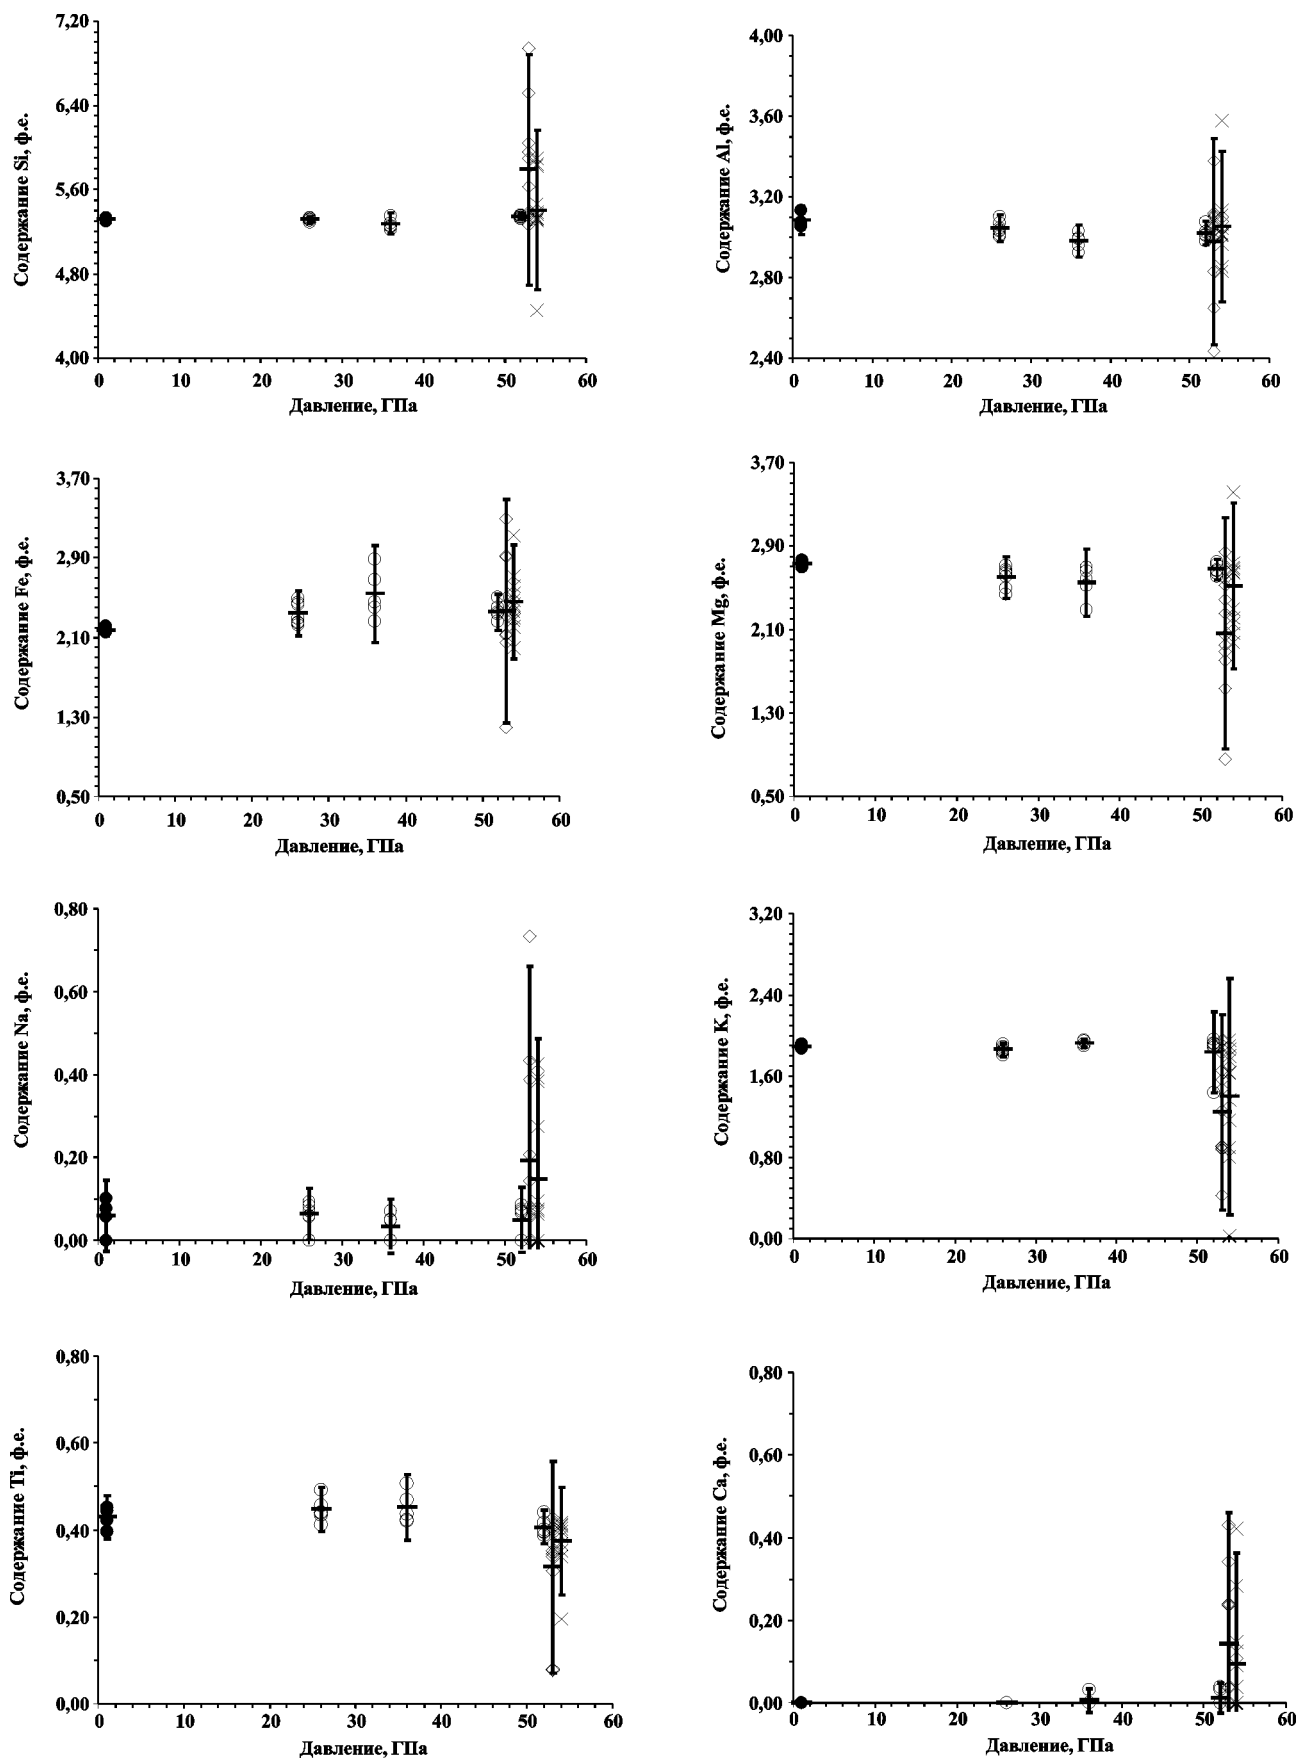 Содержание Si, ф.е.
7,20
6,40
5,60
4,80
4,00
0 10 20 30 40 50 60
Давление, ГПа
Содержание Al, ф.е.
4,00
3,60
3,20
2,80
2,40
0 10 20 30 40 50 60
Давление, ГПа
Содержание Fe, ф.е.
3,70
2,90
2,10
1,30
0,50
0 10 20 30 40 50 60
Давление, ГПа
Содержание Mg, ф.е.
3,70
2,90
2,10
1,30
0,50
0 10 20 30 40 50 60
Давление, ГПа
Содержание Na, ф.е.
0,80
0,60
0,40
0,20
0,00
0 10 20 30 40 50 60
Давление, ГПа
Содержание K, ф.е.
3,20
2,40
1,60
0,80
0,00
0 10 20 30 40 50 60
Давление, ГПа
Содержание Ti, ф.е.
0,80
0,60
0,40
0,20
0,00
0 10 20 30 40 50 60
Давление, ГПа
Содержание Ca, ф.е.
0,80
0,60
0,40
0,20
0,00
0 10 20 30 40 50 60
Давление, ГПа